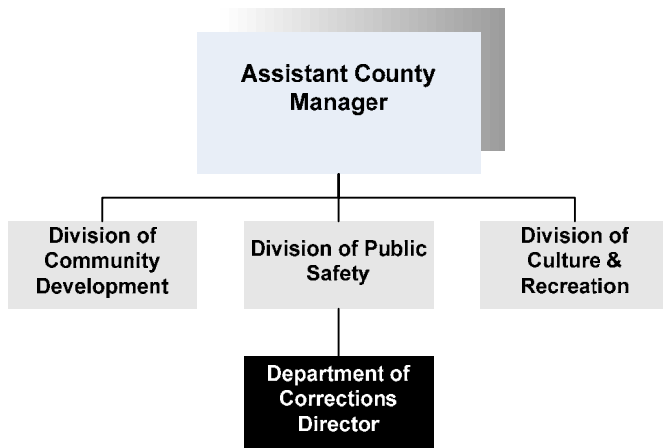 Assistant County
Manager
Division of
Community
Development
Division of Public
Safety
Division of
Culture &
Recreation
Department of
Corrections
Director